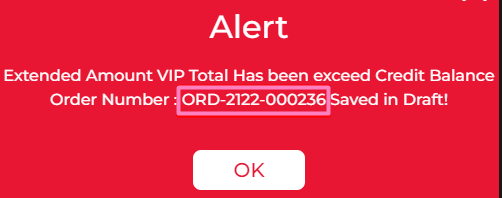 Alert
Extended Amount VIP Total Has been exceed Credit Balance
Order Number : ORD-2122-000236 Saved in Draft!
OK